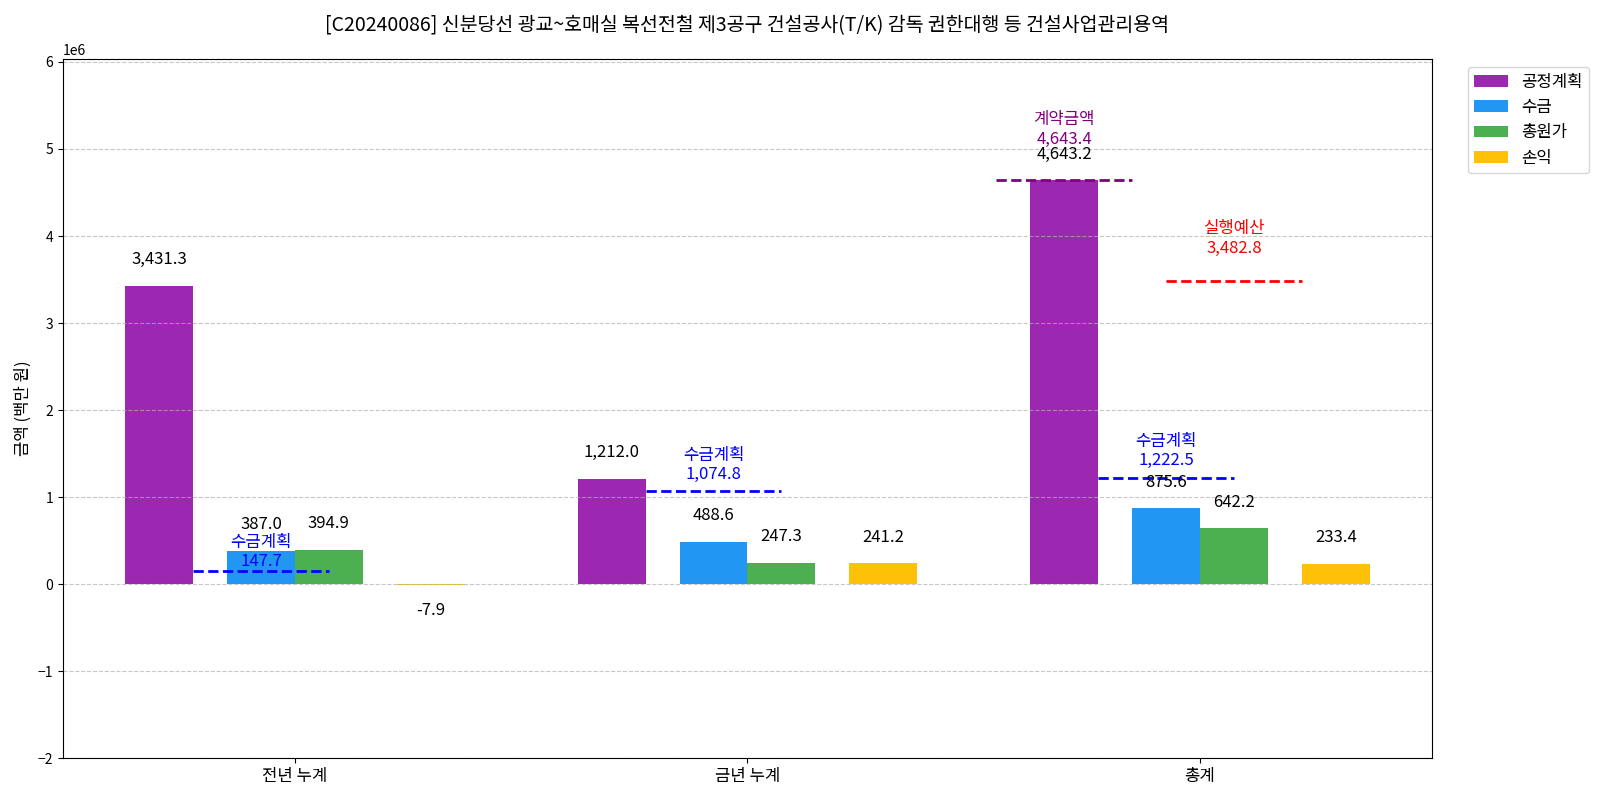 [C20240086] 신분당선 광교~호매실 복선전철 제3공구 건설공사(T/K) 감독 권한대행 등 건설사업관리용역
1e6
6
5
4
3
2
1
0
−1
−2
금액 (백만 원)
3,431.3
387.0
394.9
수금계획
147.7
-7.9
1,212.0
수금계획
1,074.8
488.6
247.3
241.2
계약금액
4,643.4
4,643.2
실행예산
3,482.8
수금계획
1,222.5
875.6
642.2
233.4
전년 누계
금년 누계
총계
공정계획
수금
총원가
손익